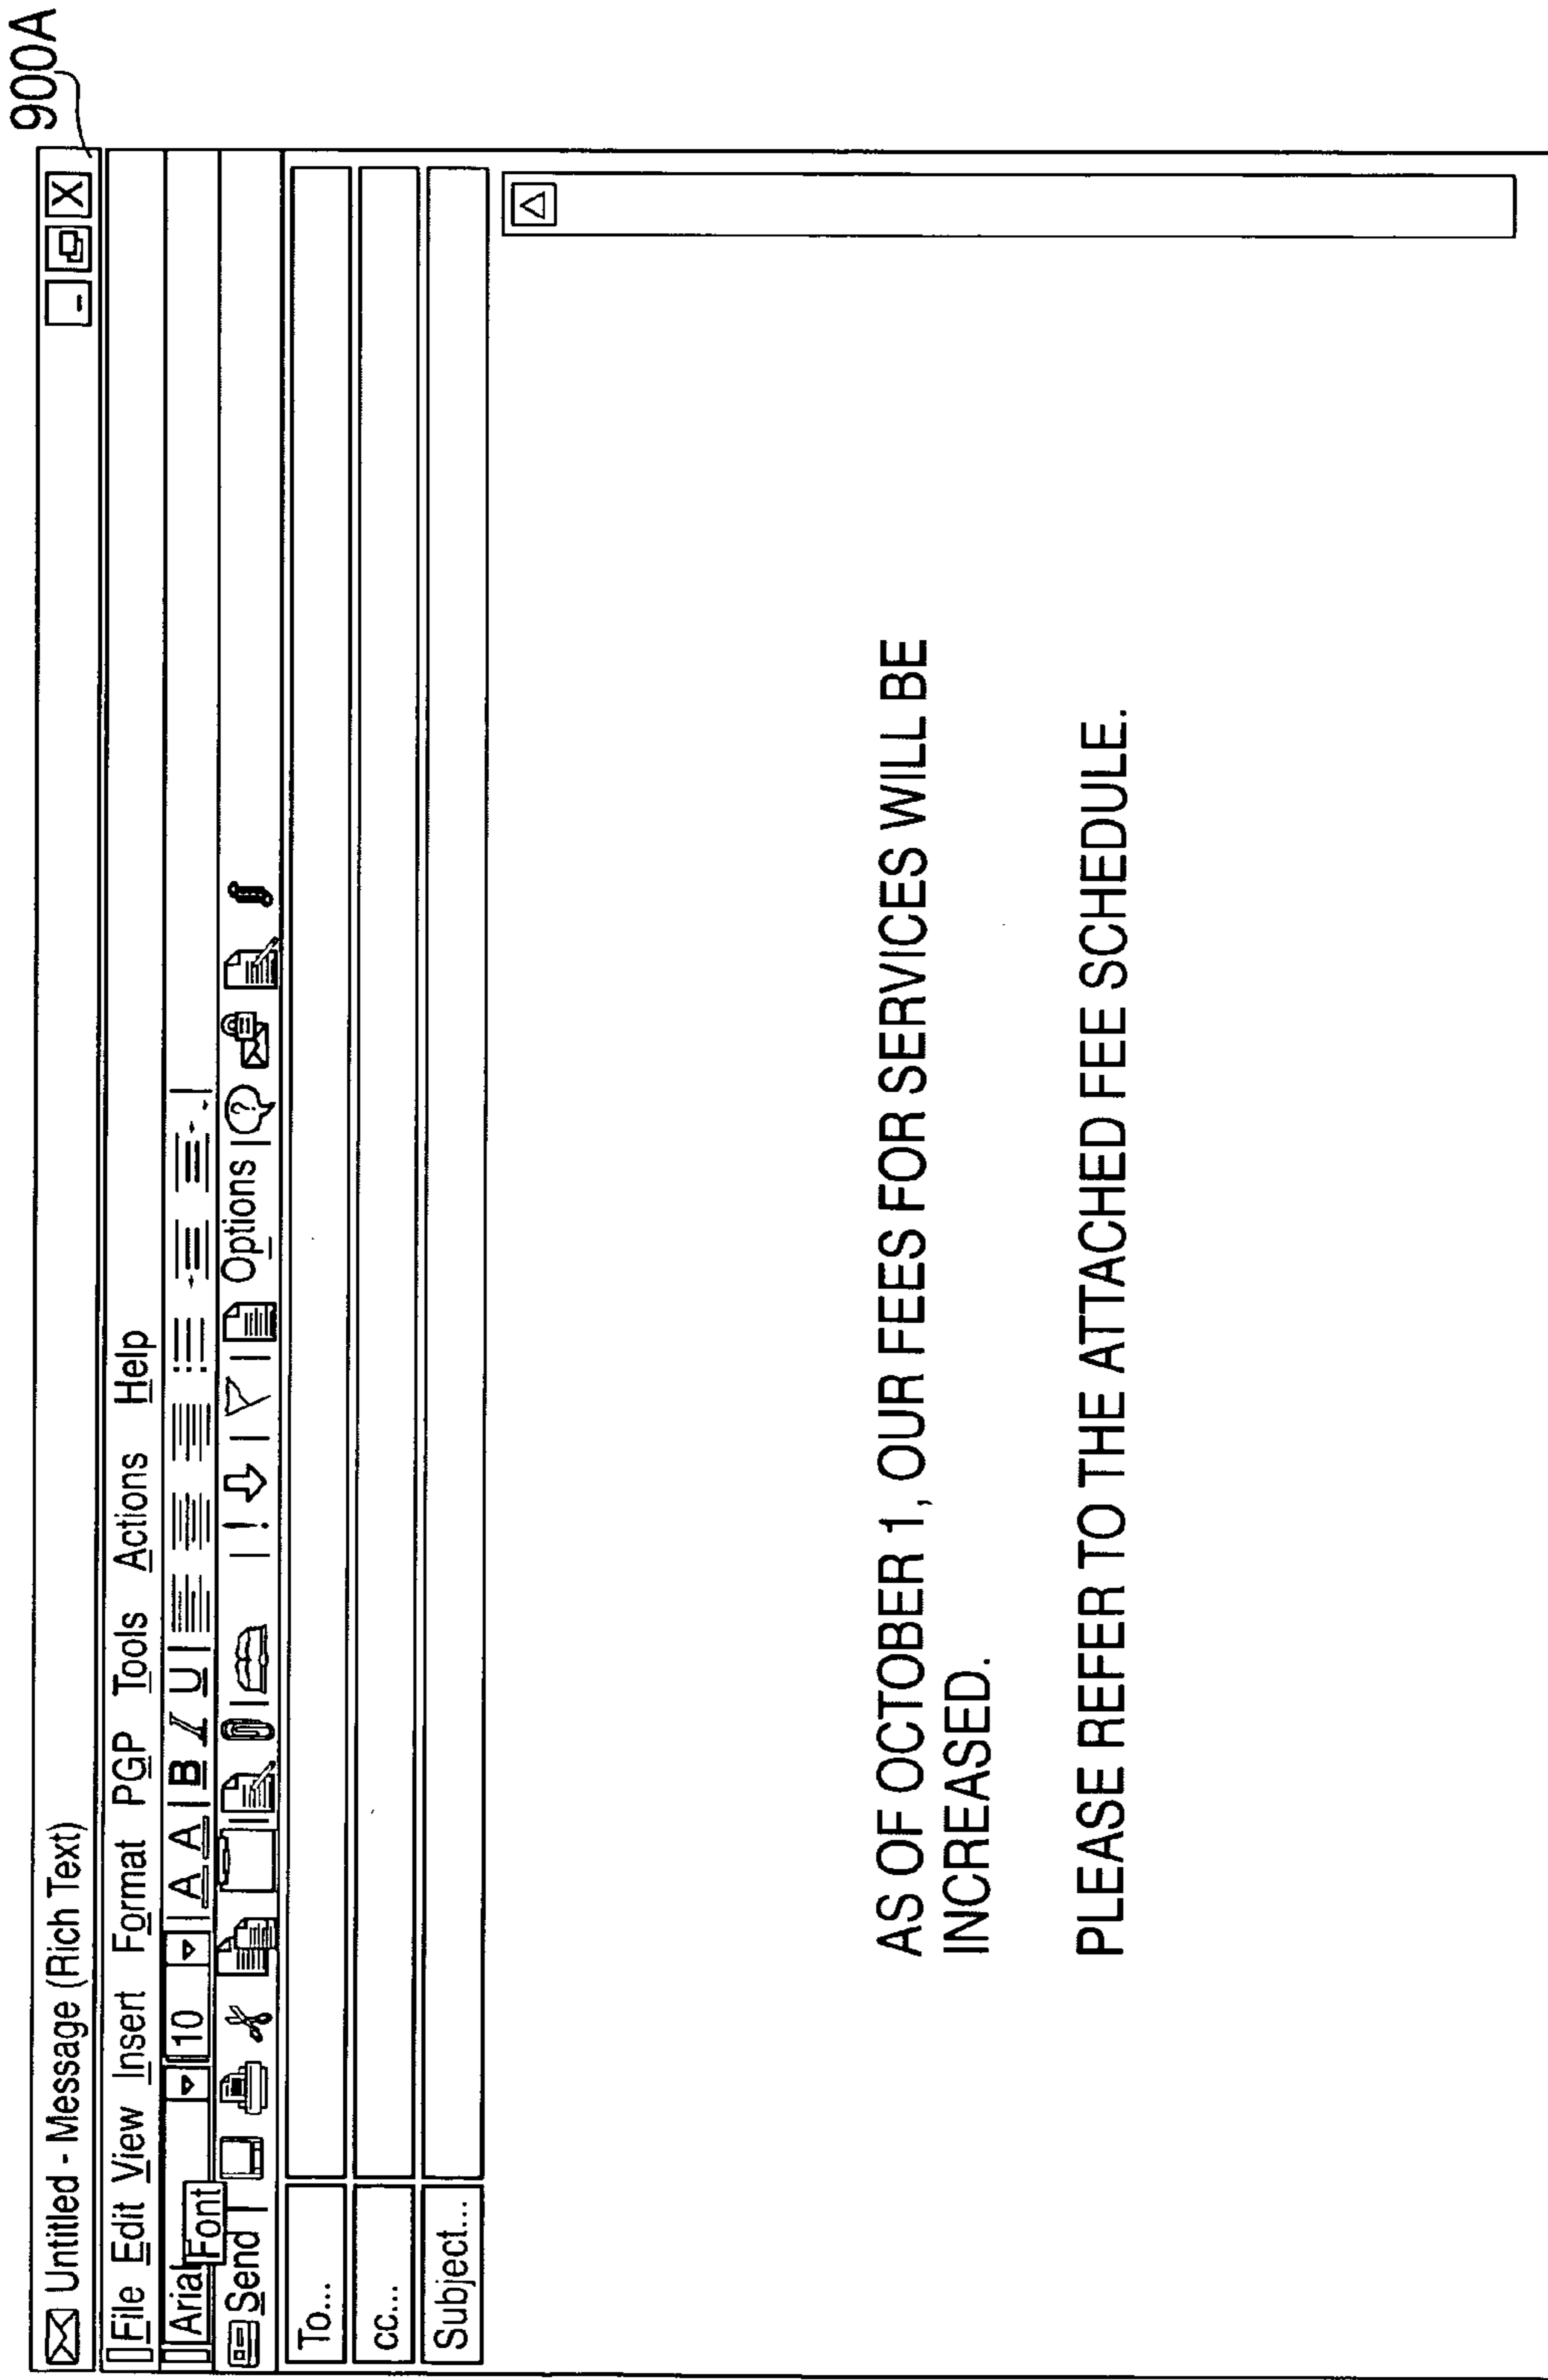 900A
Untitled - Message (Rich Text)
X
File Edit View Insert Format PGP Tools Actions Help
Arial 10 A A B I U
Font
Send ! Options ?
To...
cc...
Subject...
AS OF OCTOBER 1, OUR FEES FOR SERVICES WILL BE
INCREASED.
PLEASE REFER TO THE ATTACHED FEE SCHEDULE.